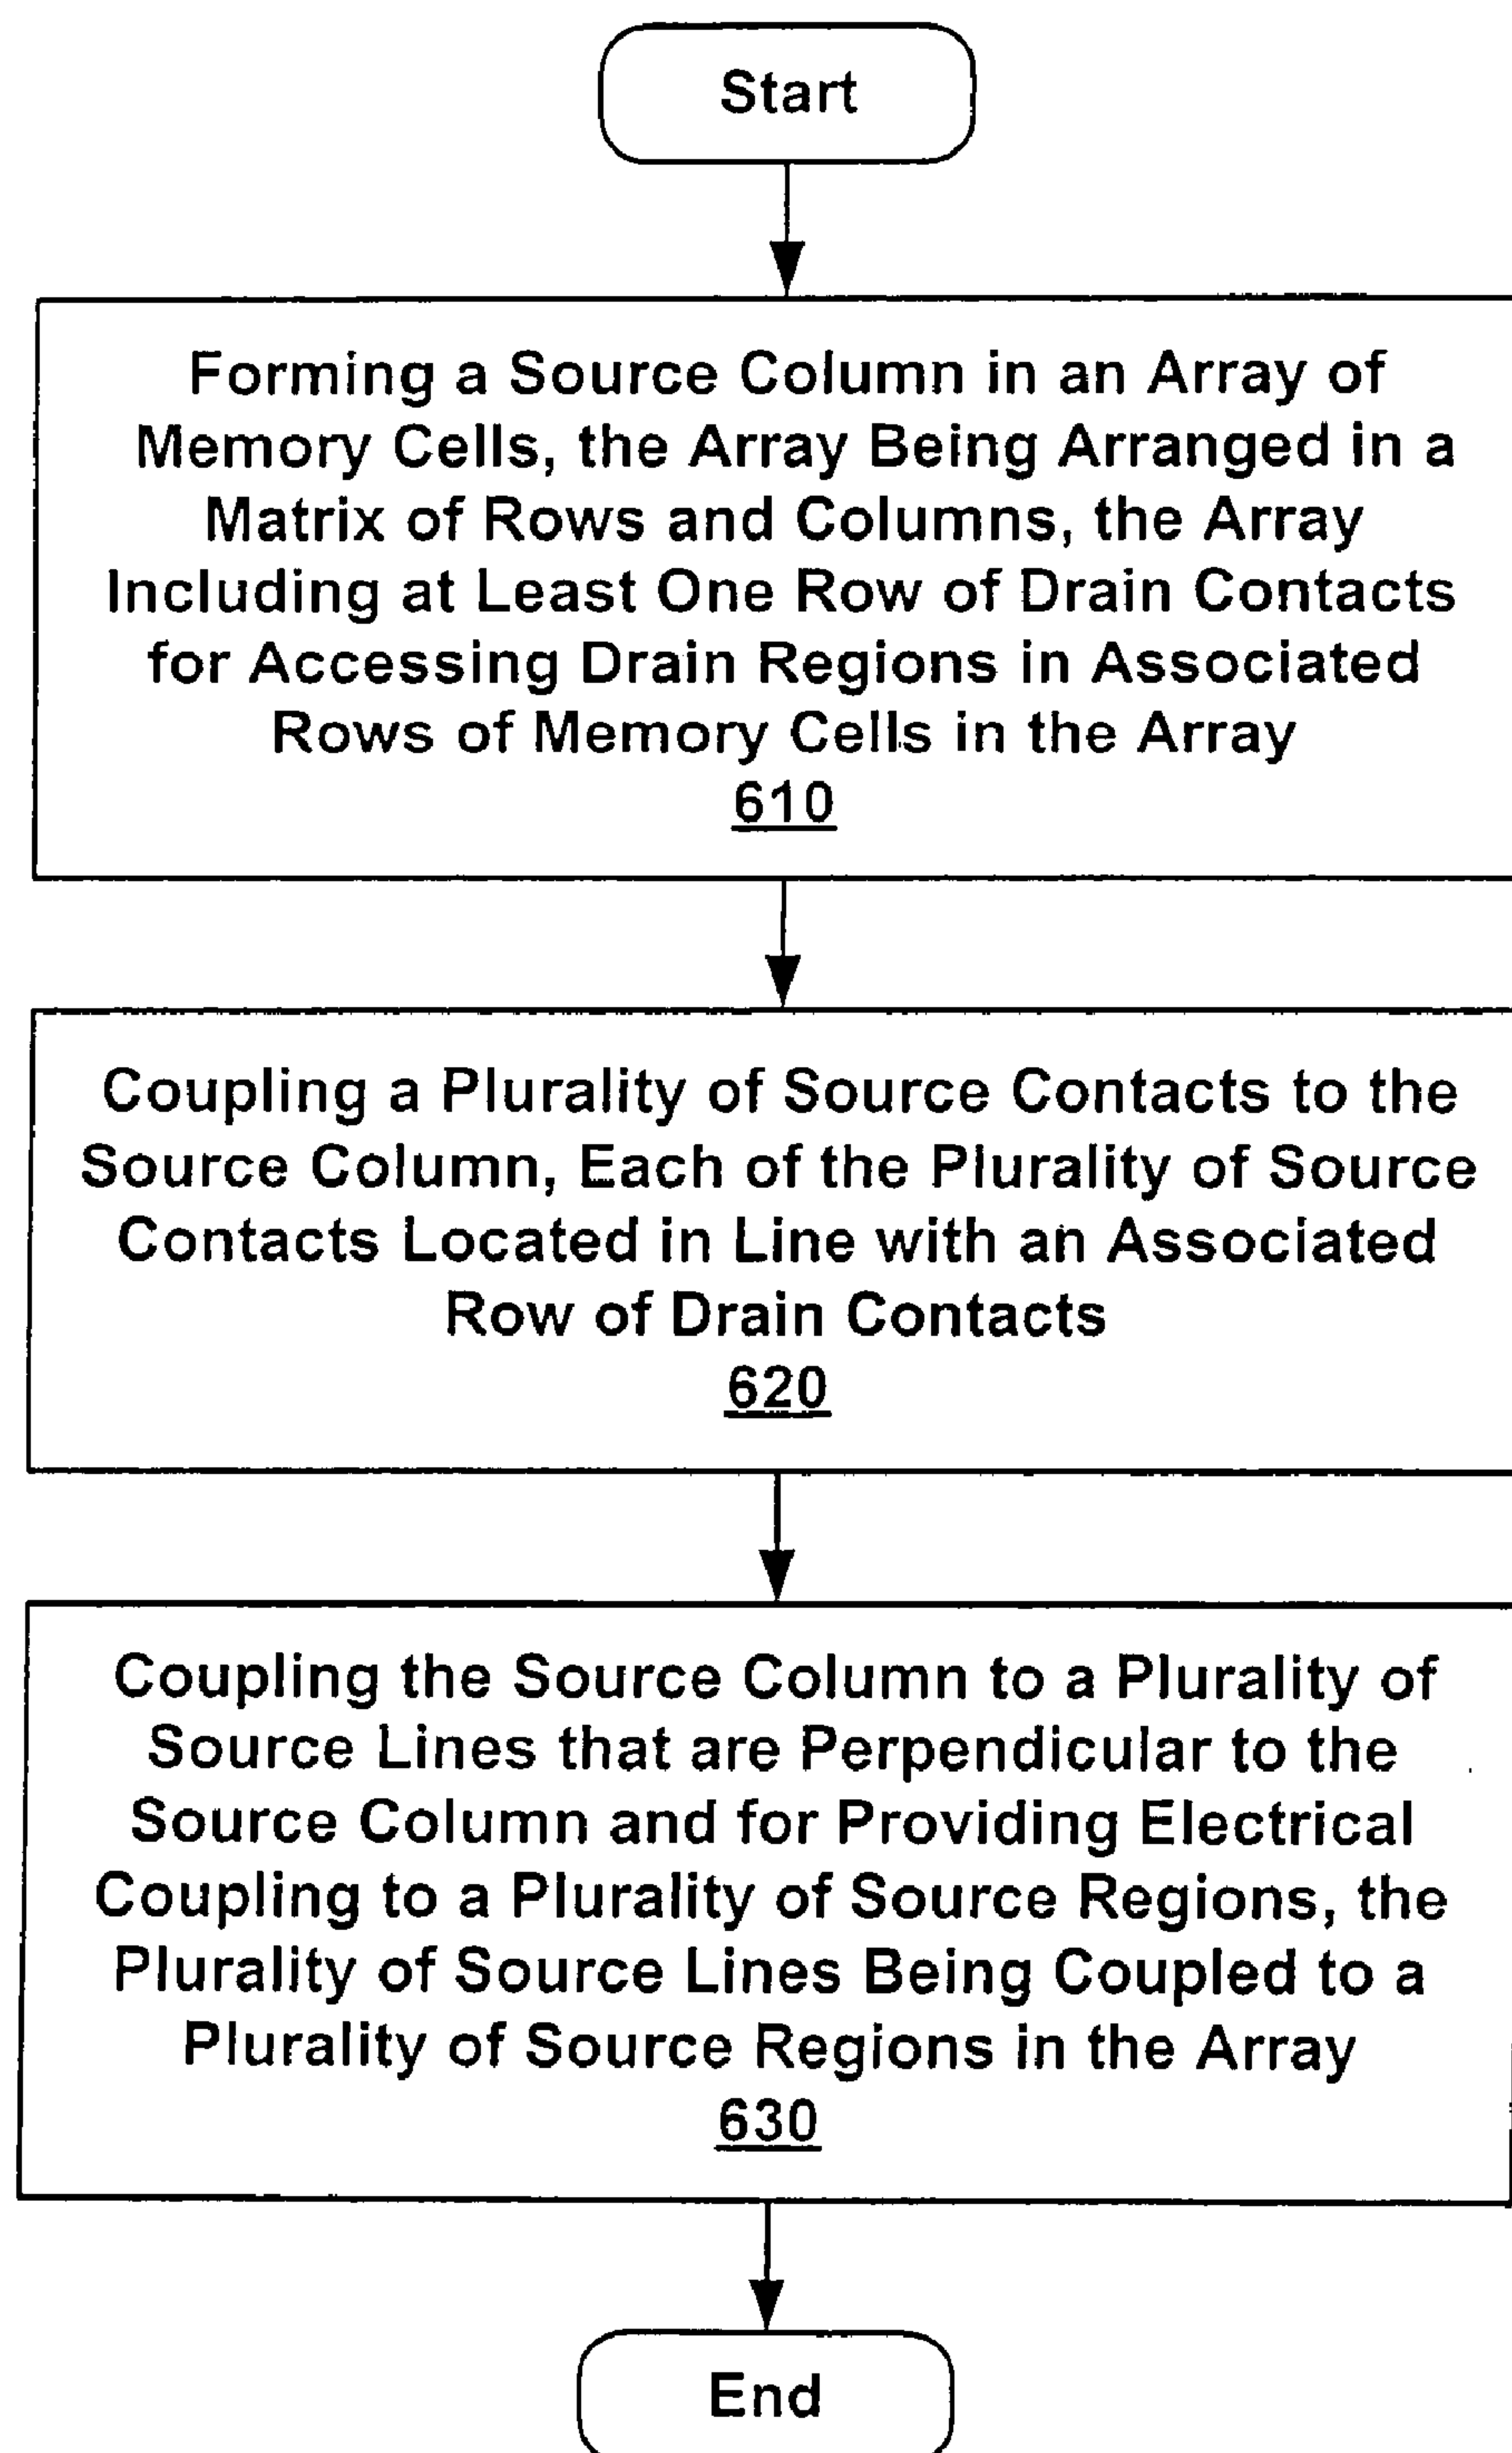 Start
Forming a Source Column in an Array of
Memory Cells, the Array Being Arranged in a
Matrix of Rows and Columns, the Array
Including at Least One Row of Drain Contacts
for Accessing Drain Regions in Associated
Rows of Memory Cells in the Array
610
Coupling a Plurality of Source Contacts to the
Source Column, Each of the Plurality of Source
Contacts Located in Line with an Associated
Row of Drain Contacts
620
Coupling the Source Column to a Plurality of
Source Lines that are Perpendicular to the
Source Column and for Providing Electrical
Coupling to a Plurality of Source Regions, the
Plurality of Source Lines Being Coupled to a
Plurality of Source Regions in the Array
630
End